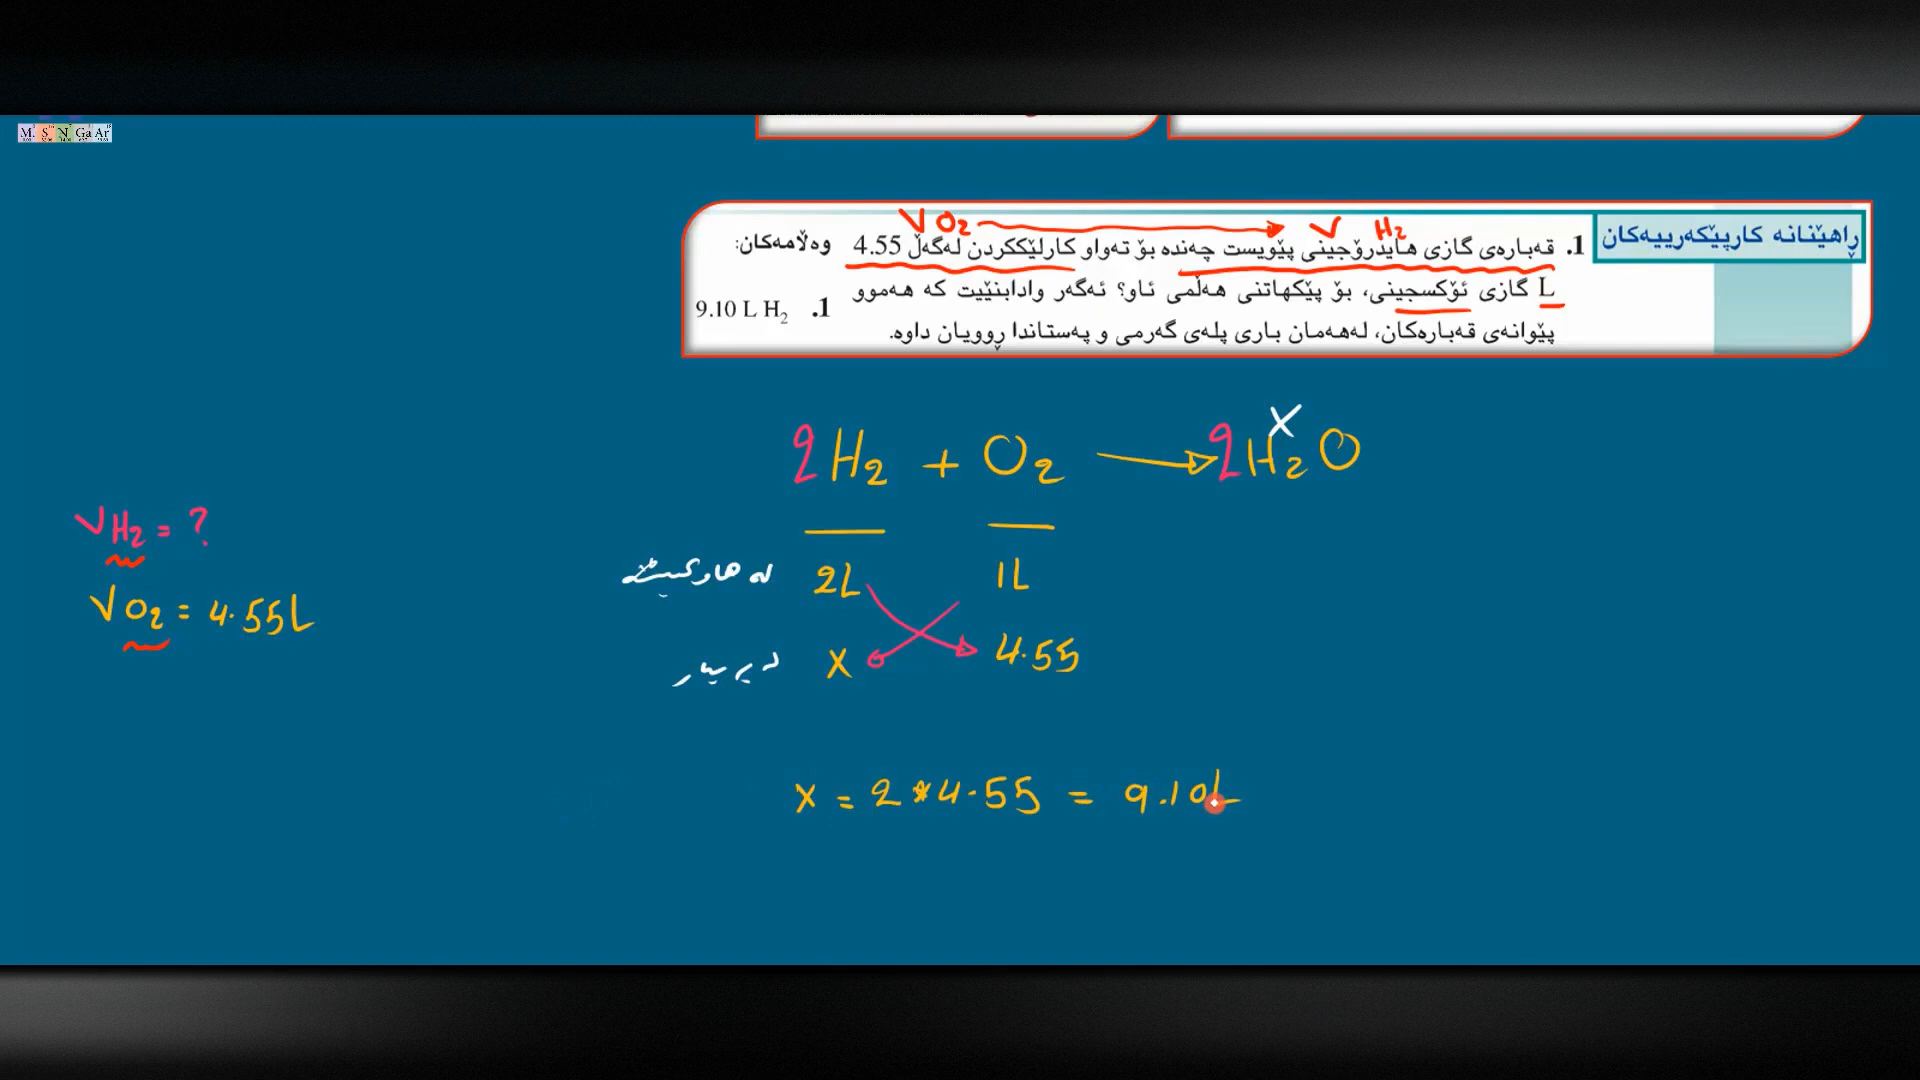 M. S N Ga Ar
ڕاهێنانە کارپێکەرییەکان
V O₂ → V H₂
1. قەبارەی گازی هایدرۆجینی پێویست چەندە بۆ تەواو کارلێککردن لەگەڵ 4.55
L گازی ئۆکسجینی، بۆ پێکهاتنی هەڵمی ئاو؟ ئەگەر وادابنێیت کە هەموو
پێوانەی قەبارەکان، لەهەمان باری پلەی گەرمی و پەستاندا ڕوویان داوە.
وەڵامەکان:
1. 9.10 L H₂
X
2H₂ + O₂ → 2H₂O
V H₂ = ?
V O₂ = 4.55L
2L 1L
X 4.55
X = 2 * 4.55 = 9.10L